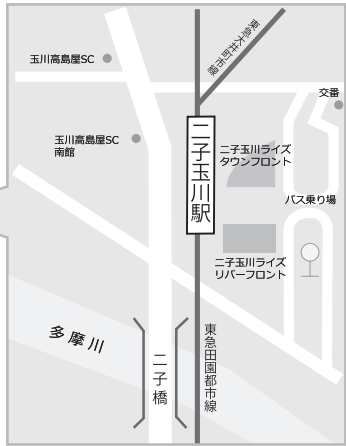 東急大井町市線
玉川高島屋SC
交番
玉川高島屋SC
南館
二子玉川駅
二子玉川ライズ
タウンフロント
バス乗り場
二子玉川ライズ
リバーフロント
多摩川
二子橋
東急田園都市線